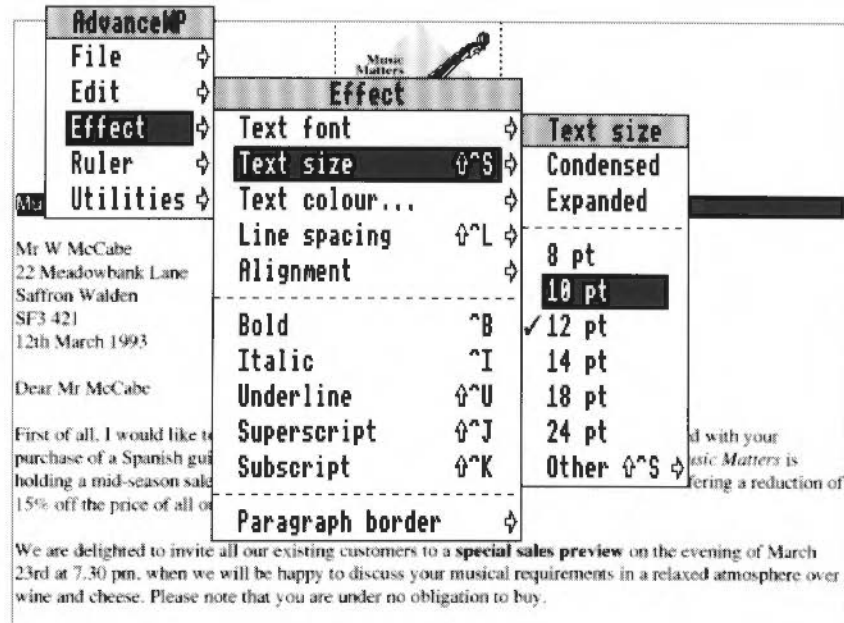 AdvanceWP
File
Edit
Effect
Ruler
Utilities
Music
Matters
Effect
Text font
Text size ⇧^S
Text colour...
Line spacing ⇧^L
Alignment
Bold ^B
Italic ^I
Underline ⇧^U
Superscript ⇧^J
Subscript ⇧^K
Paragraph border
Text size
Condensed
Expanded
8 pt
10 pt
✓12 pt
14 pt
18 pt
24 pt
Other ⇧^S
Mu
Mr W McCabe
22 Meadowbank Lane
Saffron Walden
SF3 421
12th March 1993
Dear Mr McCabe
First of all, I would like d with your
purchase of a Spanish Matters is
holding a mid-season a reduction of
15% off the price of all
We are delighted to invite all our existing customers to a special sales preview on the evening of March
23rd at 7.30 pm. when we will be happy to discuss your musical requirements in a relaxed atmosphere over
wine and cheese. Please note that you are under no obligation to buy.